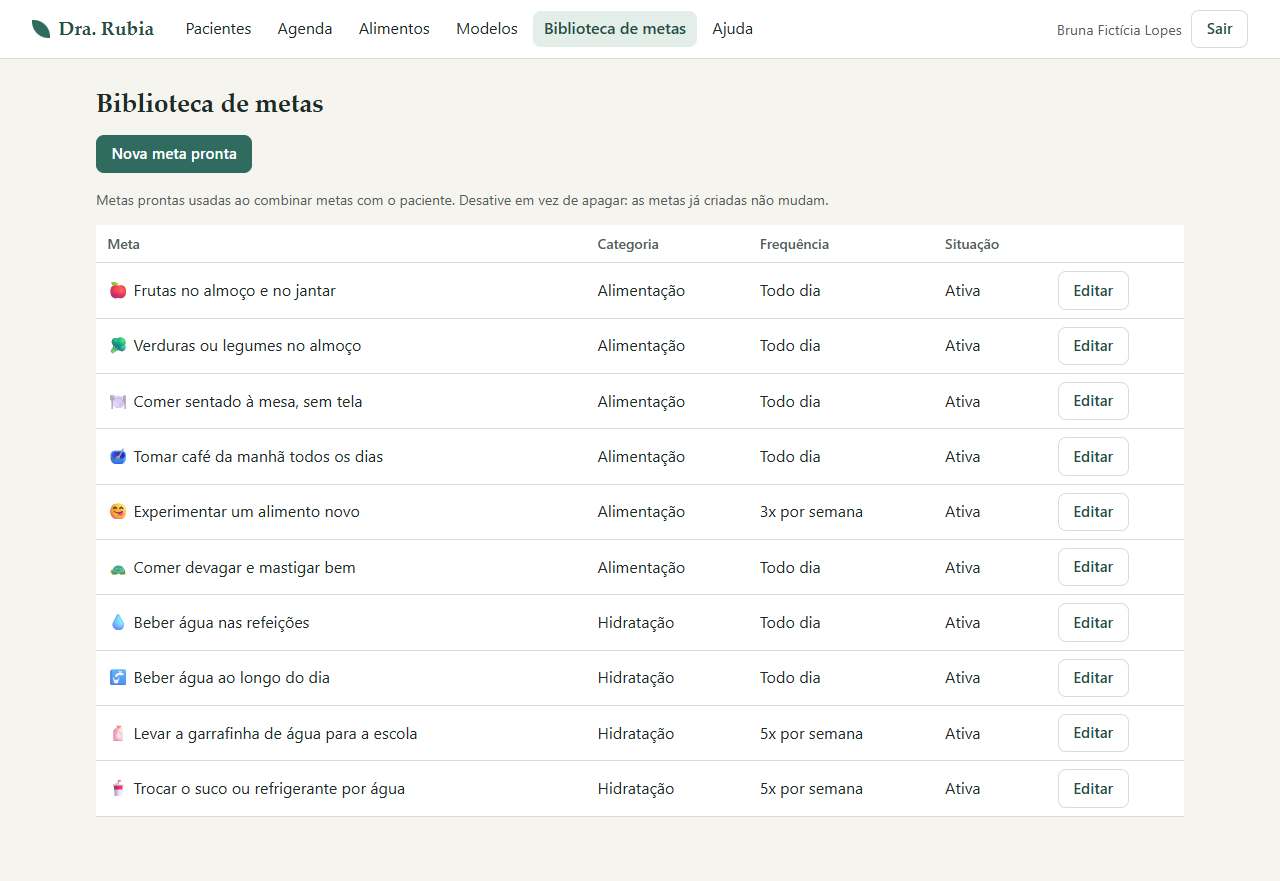 Dra. Rubia Pacientes Agenda Alimentos Modelos Biblioteca de metas Ajuda Bruna Fictícia Lopes Sair
Biblioteca de metas
Nova meta pronta
Metas prontas usadas ao combinar metas com o paciente. Desative em vez de apagar: as metas já criadas não mudam.
Meta Categoria Frequência Situação
Frutas no almoço e no jantar Alimentação Todo dia Ativa Editar
Verduras ou legumes no almoço Alimentação Todo dia Ativa Editar
Comer sentado à mesa, sem tela Alimentação Todo dia Ativa Editar
Tomar café da manhã todos os dias Alimentação Todo dia Ativa Editar
Experimentar um alimento novo Alimentação 3x por semana Ativa Editar
Comer devagar e mastigar bem Alimentação Todo dia Ativa Editar
Beber água nas refeições Hidratação Todo dia Ativa Editar
Beber água ao longo do dia Hidratação Todo dia Ativa Editar
Levar a garrafinha de água para a escola Hidratação 5x por semana Ativa Editar
Trocar o suco ou refrigerante por água Hidratação 5x por semana Ativa Editar